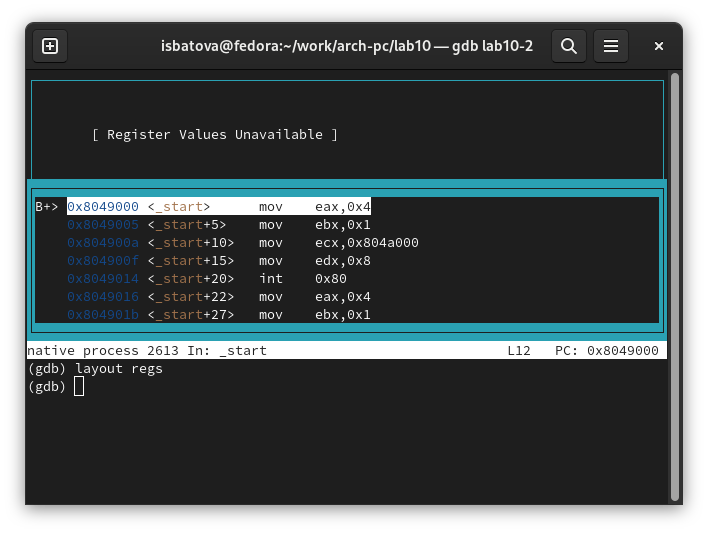 isbatova@fedora:~/work/arch-pc/lab10 — gdb lab10-2
[ Register Values Unavailable ]
B+> 0x8049000 <_start> mov eax,0x4
0x8049005 <_start+5> mov ebx,0x1
0x804900a <_start+10> mov ecx,0x804a000
0x804900f <_start+15> mov edx,0x8
0x8049014 <_start+20> int 0x80
0x8049016 <_start+22> mov eax,0x4
0x804901b <_start+27> mov ebx,0x1
native process 2613 In: _start L12 PC: 0x8049000
(gdb) layout regs
(gdb)